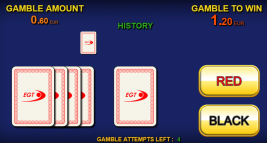 GAMBLE AMOUNT
0.60 EUR
GAMBLE TO WIN
1.20 EUR
HISTORY
EGT
EGT
RED
BLACK
GAMBLE ATTEMPTS LEFT : 4